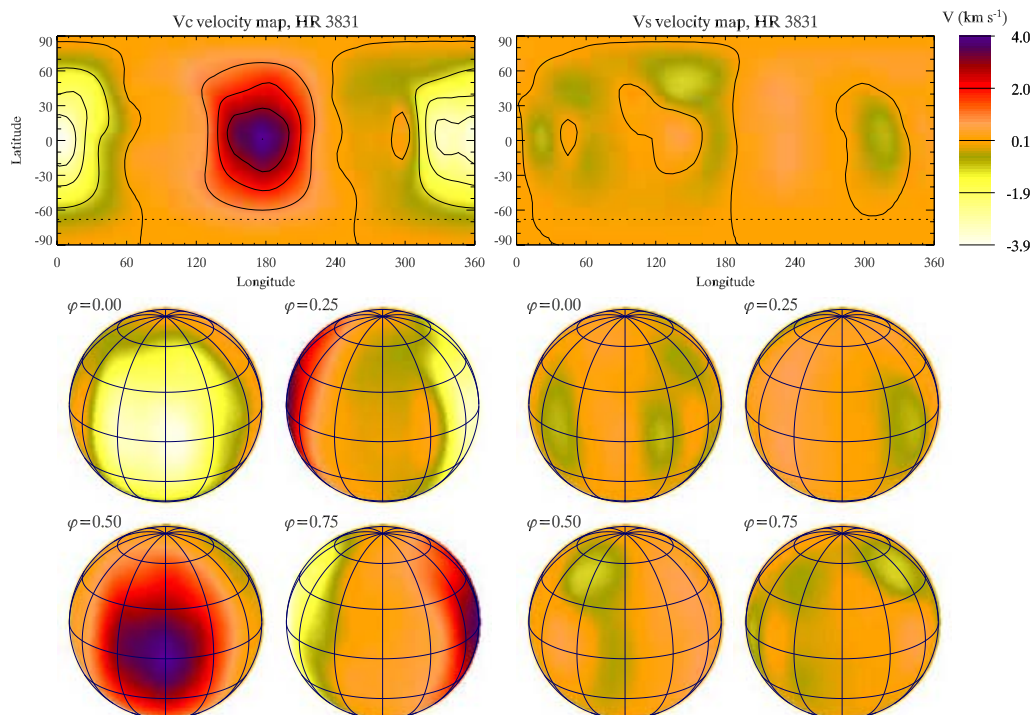 Vc velocity map, HR 3831
Vs velocity map, HR 3831
V (km s⁻¹)
90
60
30
0
-30
-60
-90
Latitude
0 60 120 180 240 300 360
Longitude
90
60
30
0
-30
-60
-90
0 60 120 180 240 300 360
Longitude
4.0
2.0
0.1
-1.9
-3.9
φ=0.00 φ=0.25 φ=0.00 φ=0.25
φ=0.50 φ=0.75 φ=0.50 φ=0.75